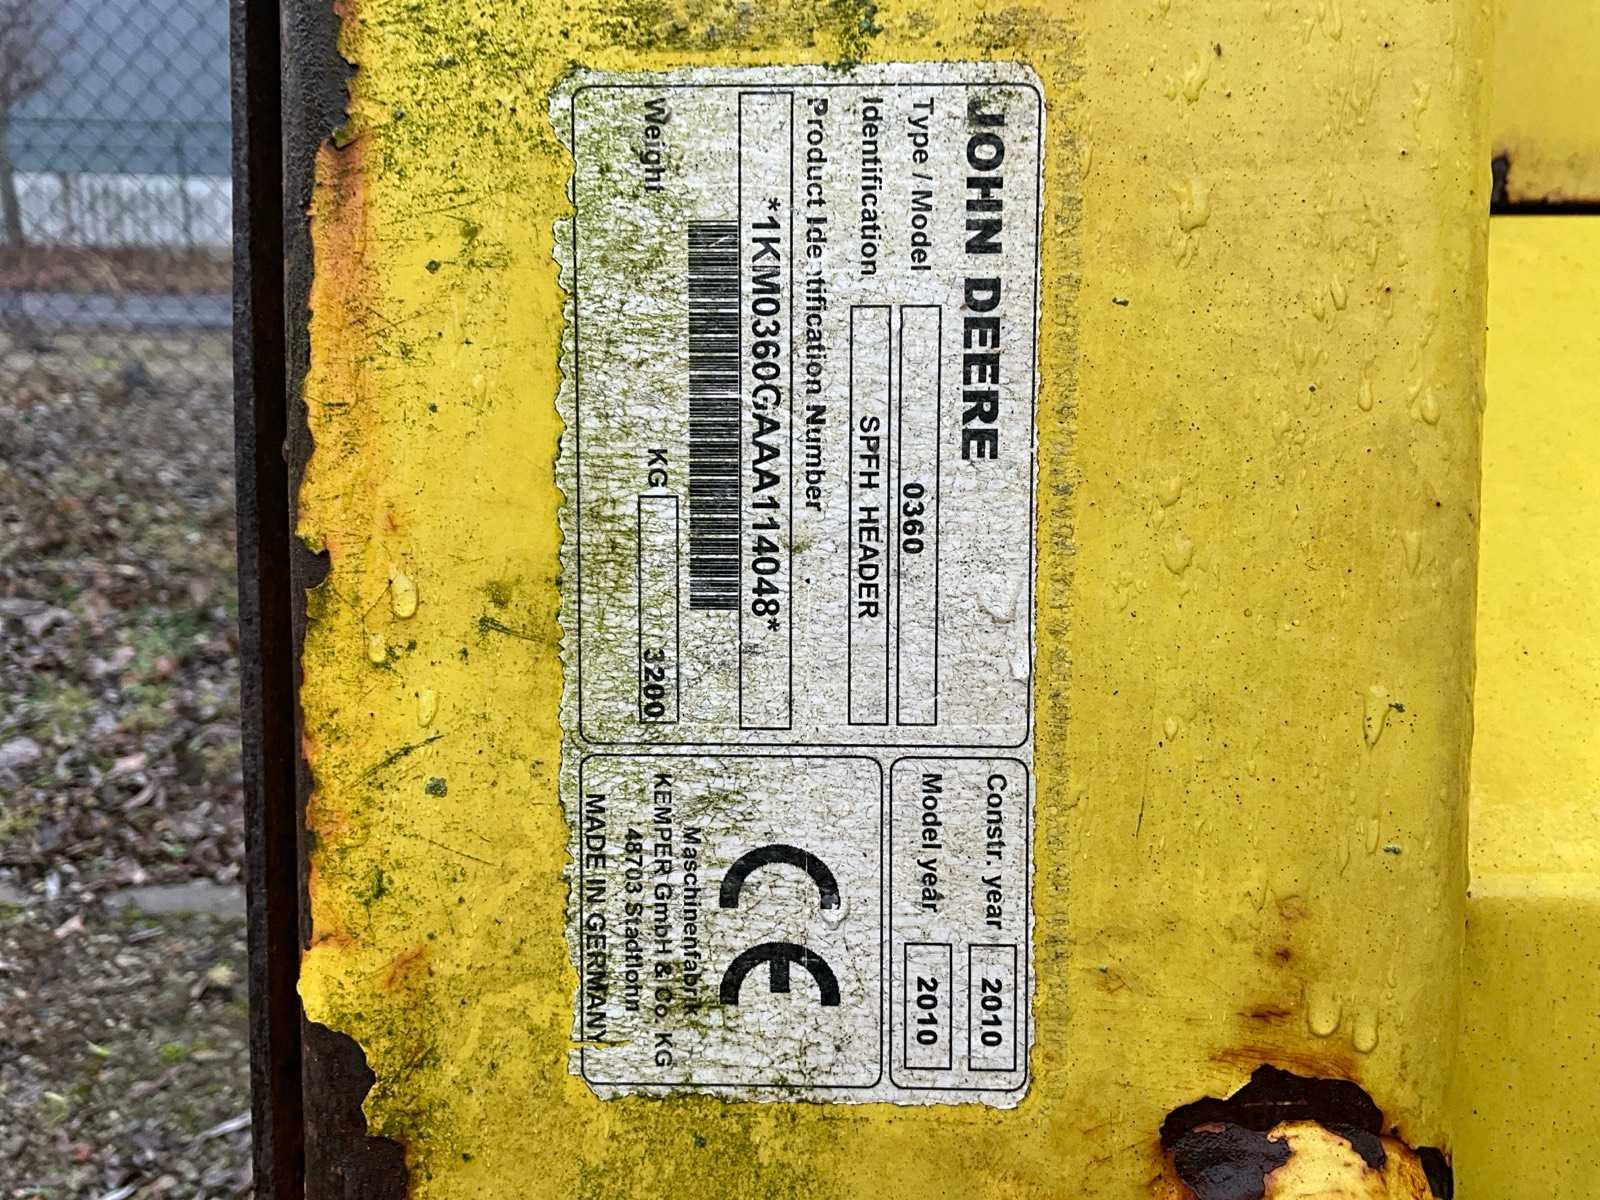 JOHN DEERE
Type / Model 0360
Identification SPFH HEADER
Product Identification Number
*1KM0360GAAA114048*
Weight KG 3200
Constr. year 2010
Model year 2010
CE
Maschinenfabrik
KEMPER GmbH & Co. KG
48703 Stadtlohn
MADE IN GERMANY